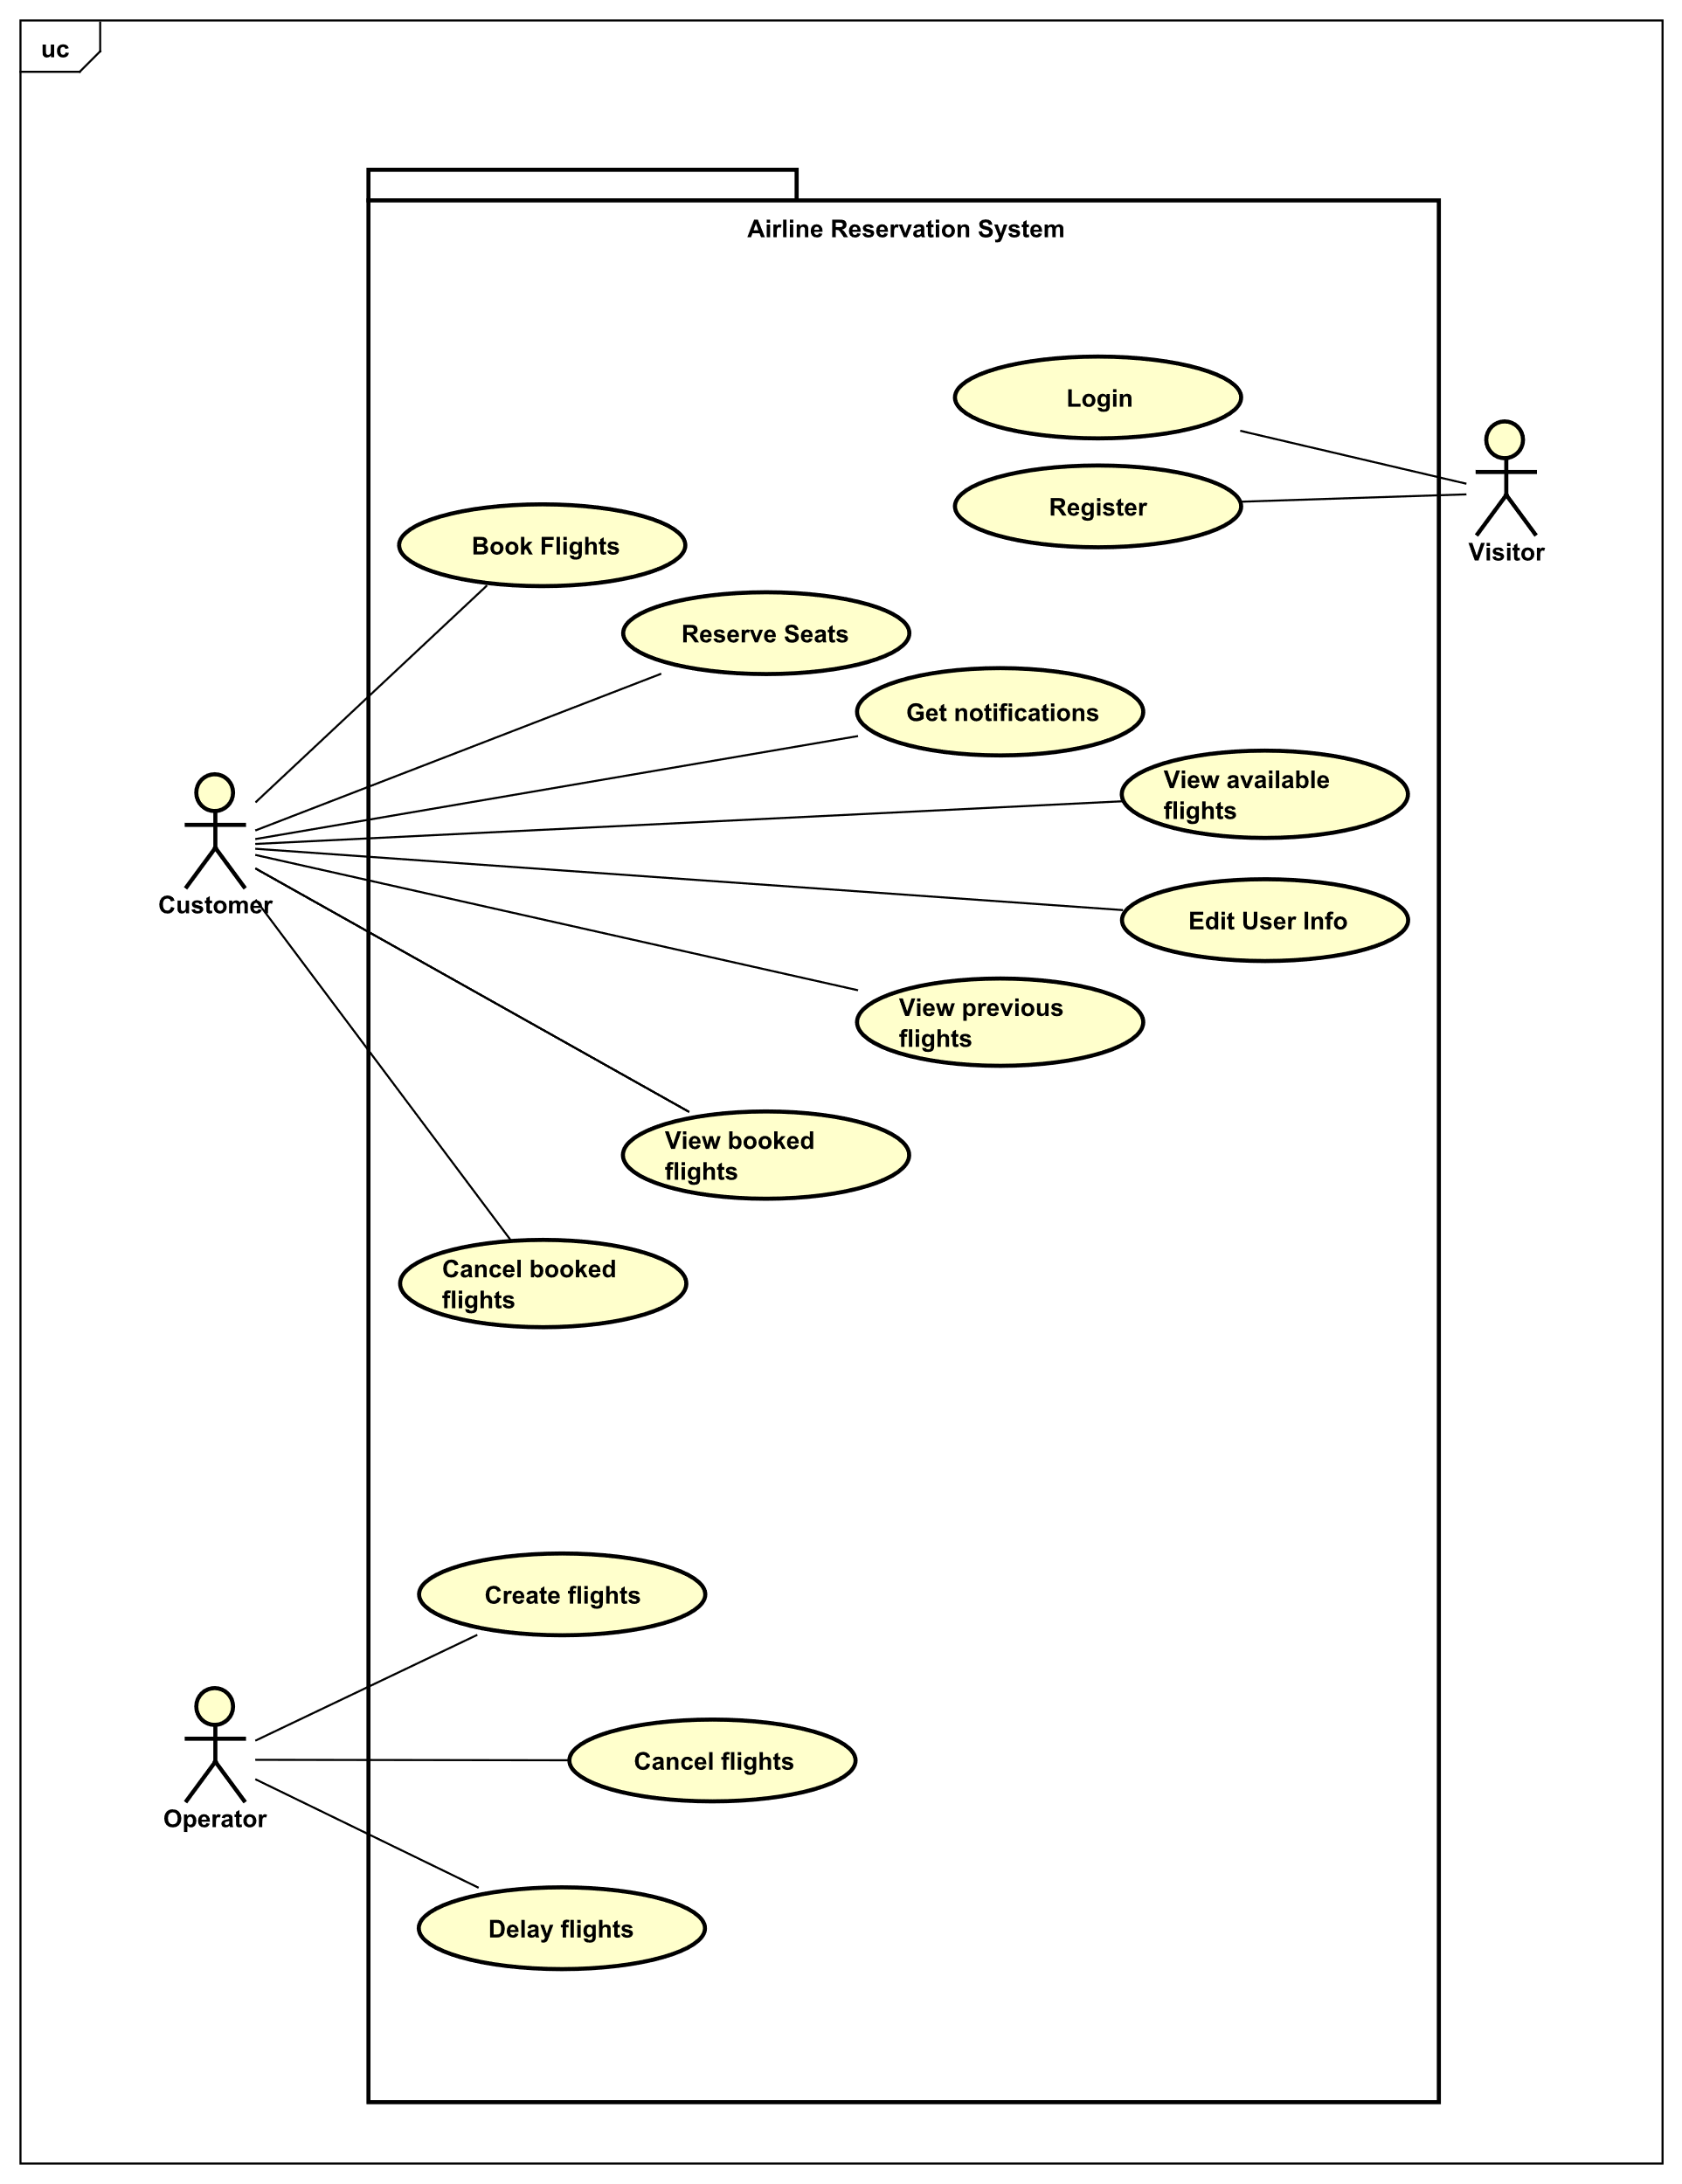 uc
Airline Reservation System
Login
Register
Visitor
Book Flights
Reserve Seats
Get notifications
View available
flights
Customer
Edit User Info
View previous
flights
View booked
flights
Cancel booked
flights
Create flights
Cancel flights
Operator
Delay flights